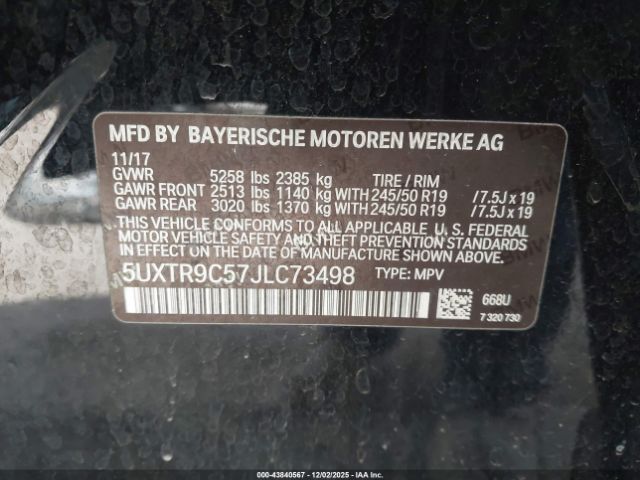 MFD BY BAYERISCHE MOTOREN WERKE AG
11/17
GVWR 5258 lbs 2385 kg TIRE / RIM
GAWR FRONT 2513 lbs 1140 kg WITH 245/50 R19 / 7.5J x 19
GAWR REAR 3020 lbs 1370 kg WITH 245/50 R19 / 7.5J x 19
THIS VEHICLE CONFORMS TO ALL APPLICABLE U.S. FEDERAL
MOTOR VEHICLE SAFETY, BUMPER, AND THEFT PREVENTION STANDARDS
IN EFFECT ON THE DATE OF MANUFACTURE SHOWN ABOVE.
5UXTR9C57JLC73498 TYPE: MPV
668U
7 320 730
000-43840567 - 12/02/2025 - IAA Inc.